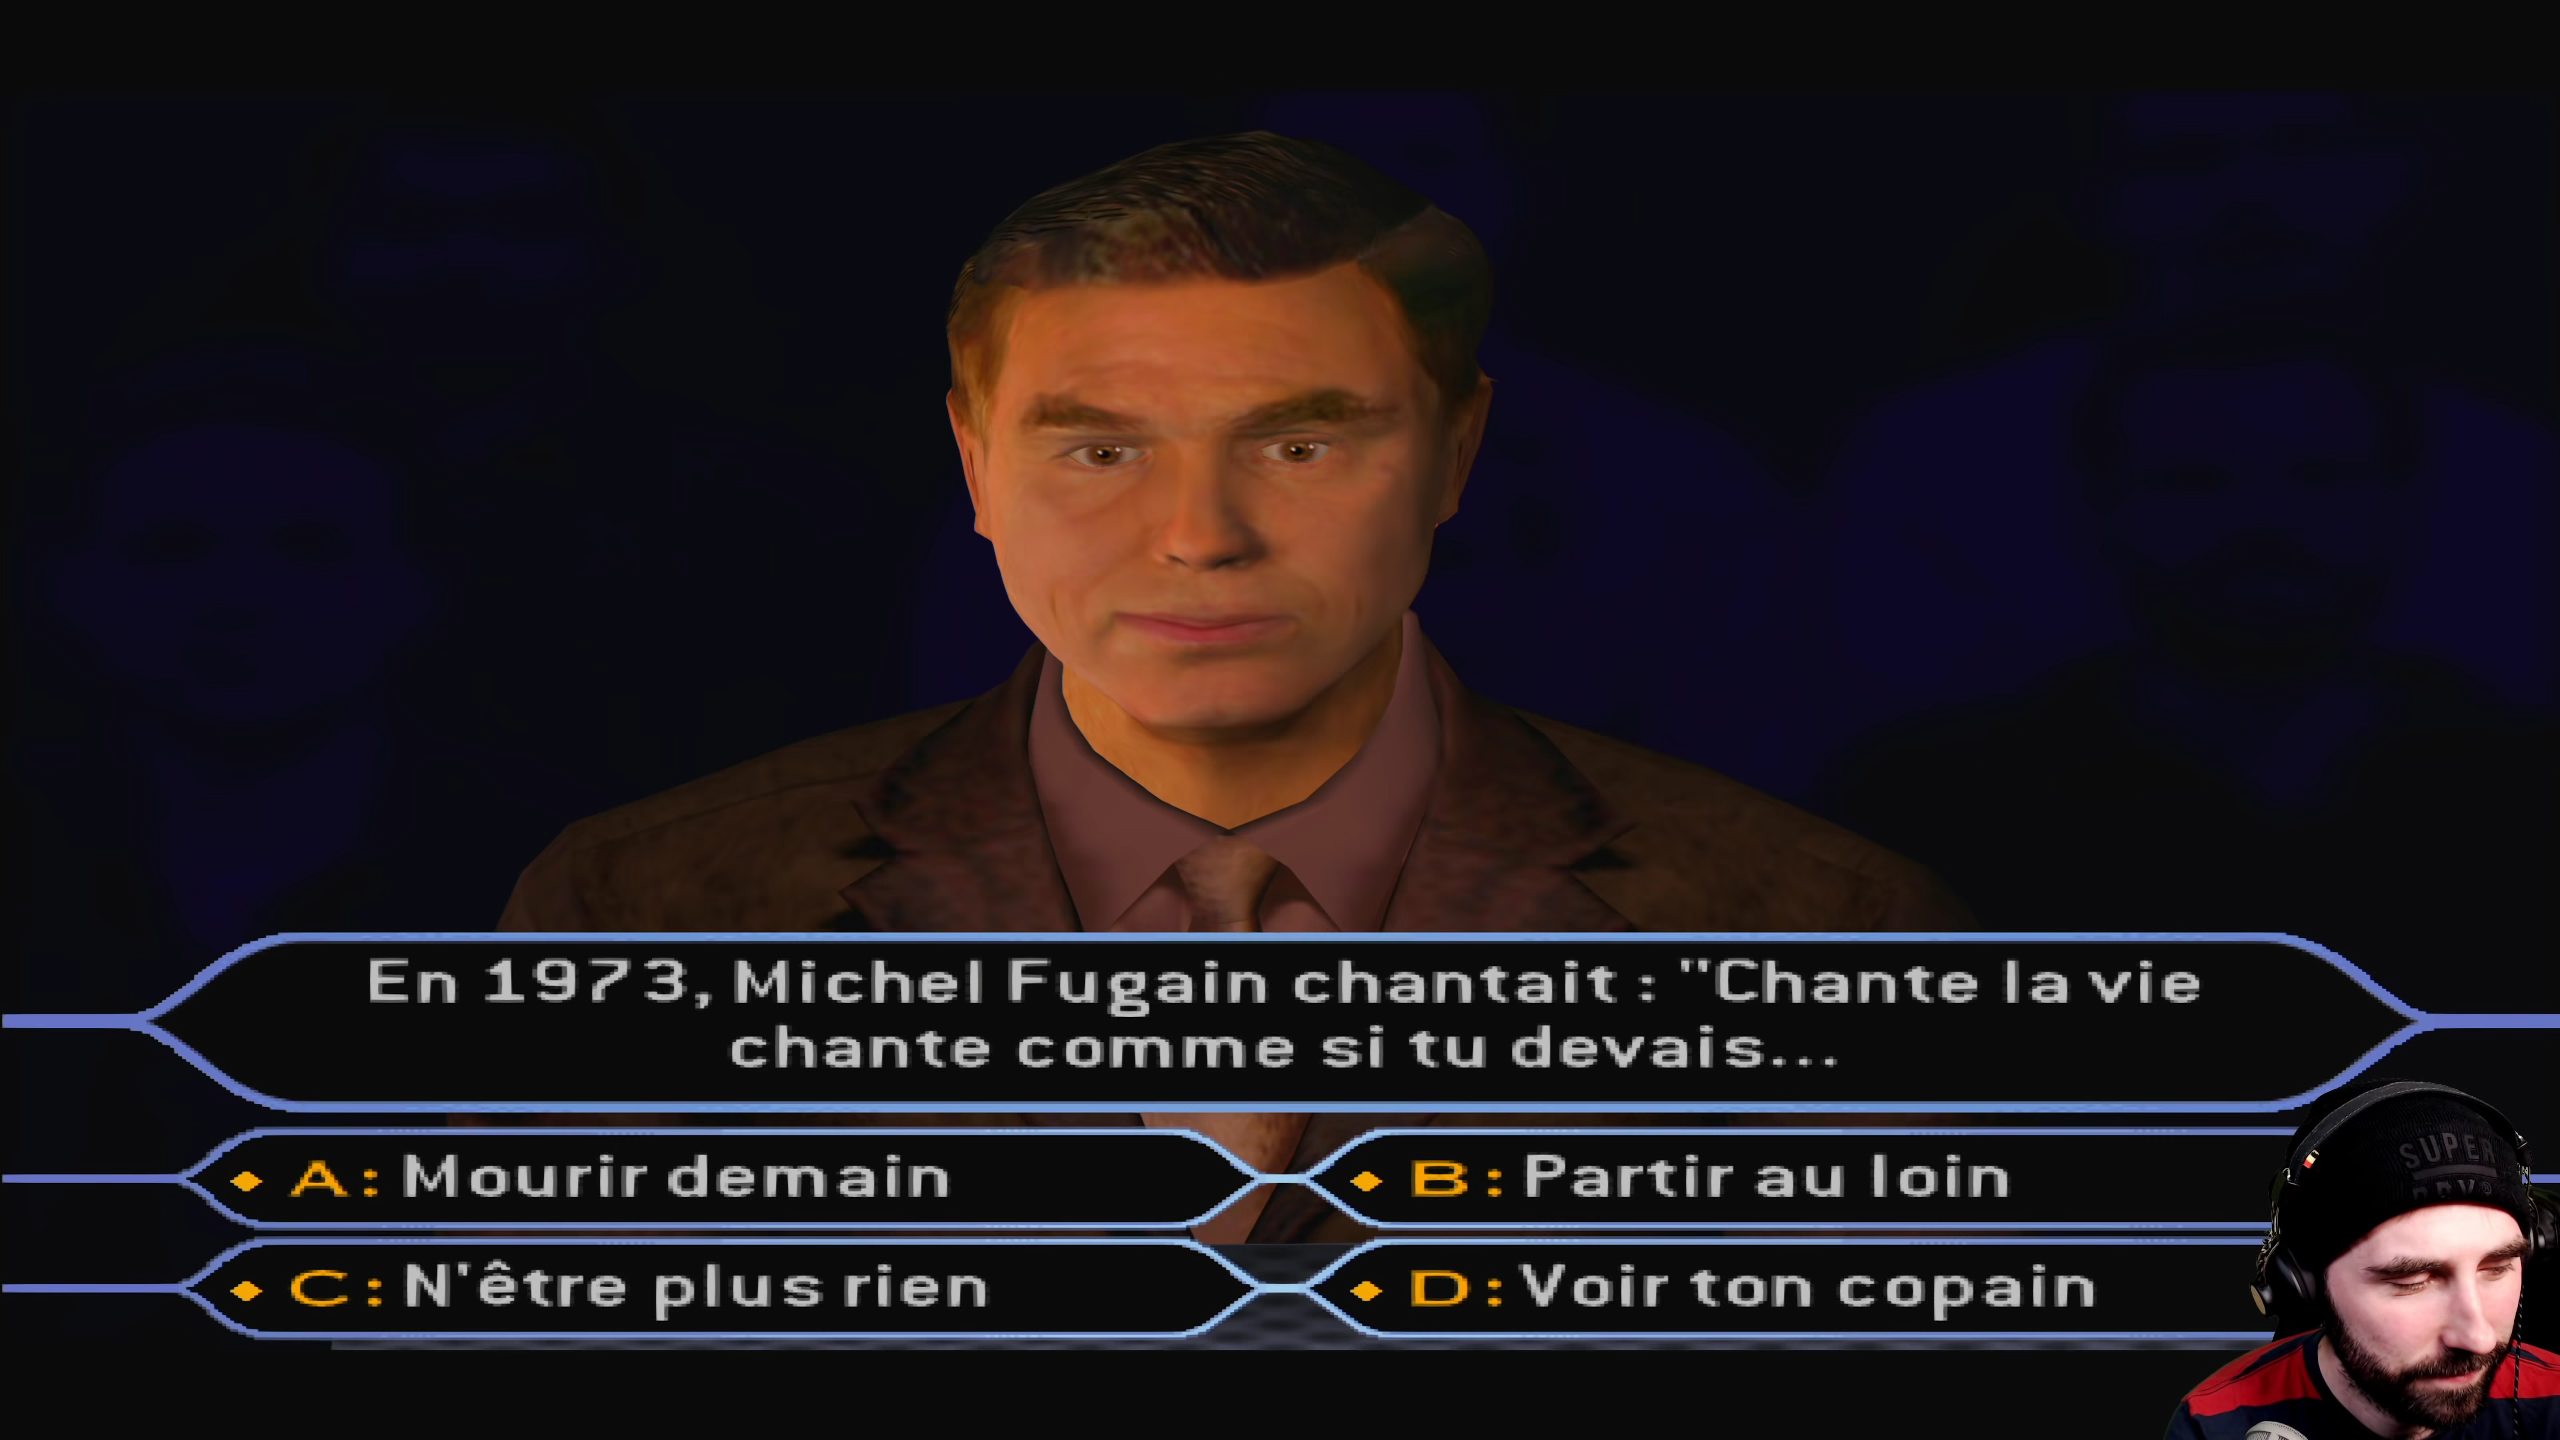 En 1973, Michel Fugain chantait : "Chante la vie
chante comme si tu devais...
A: Mourir demain
B: Partir au loin
C: N'être plus rien
D: Voir ton copain
SUPER